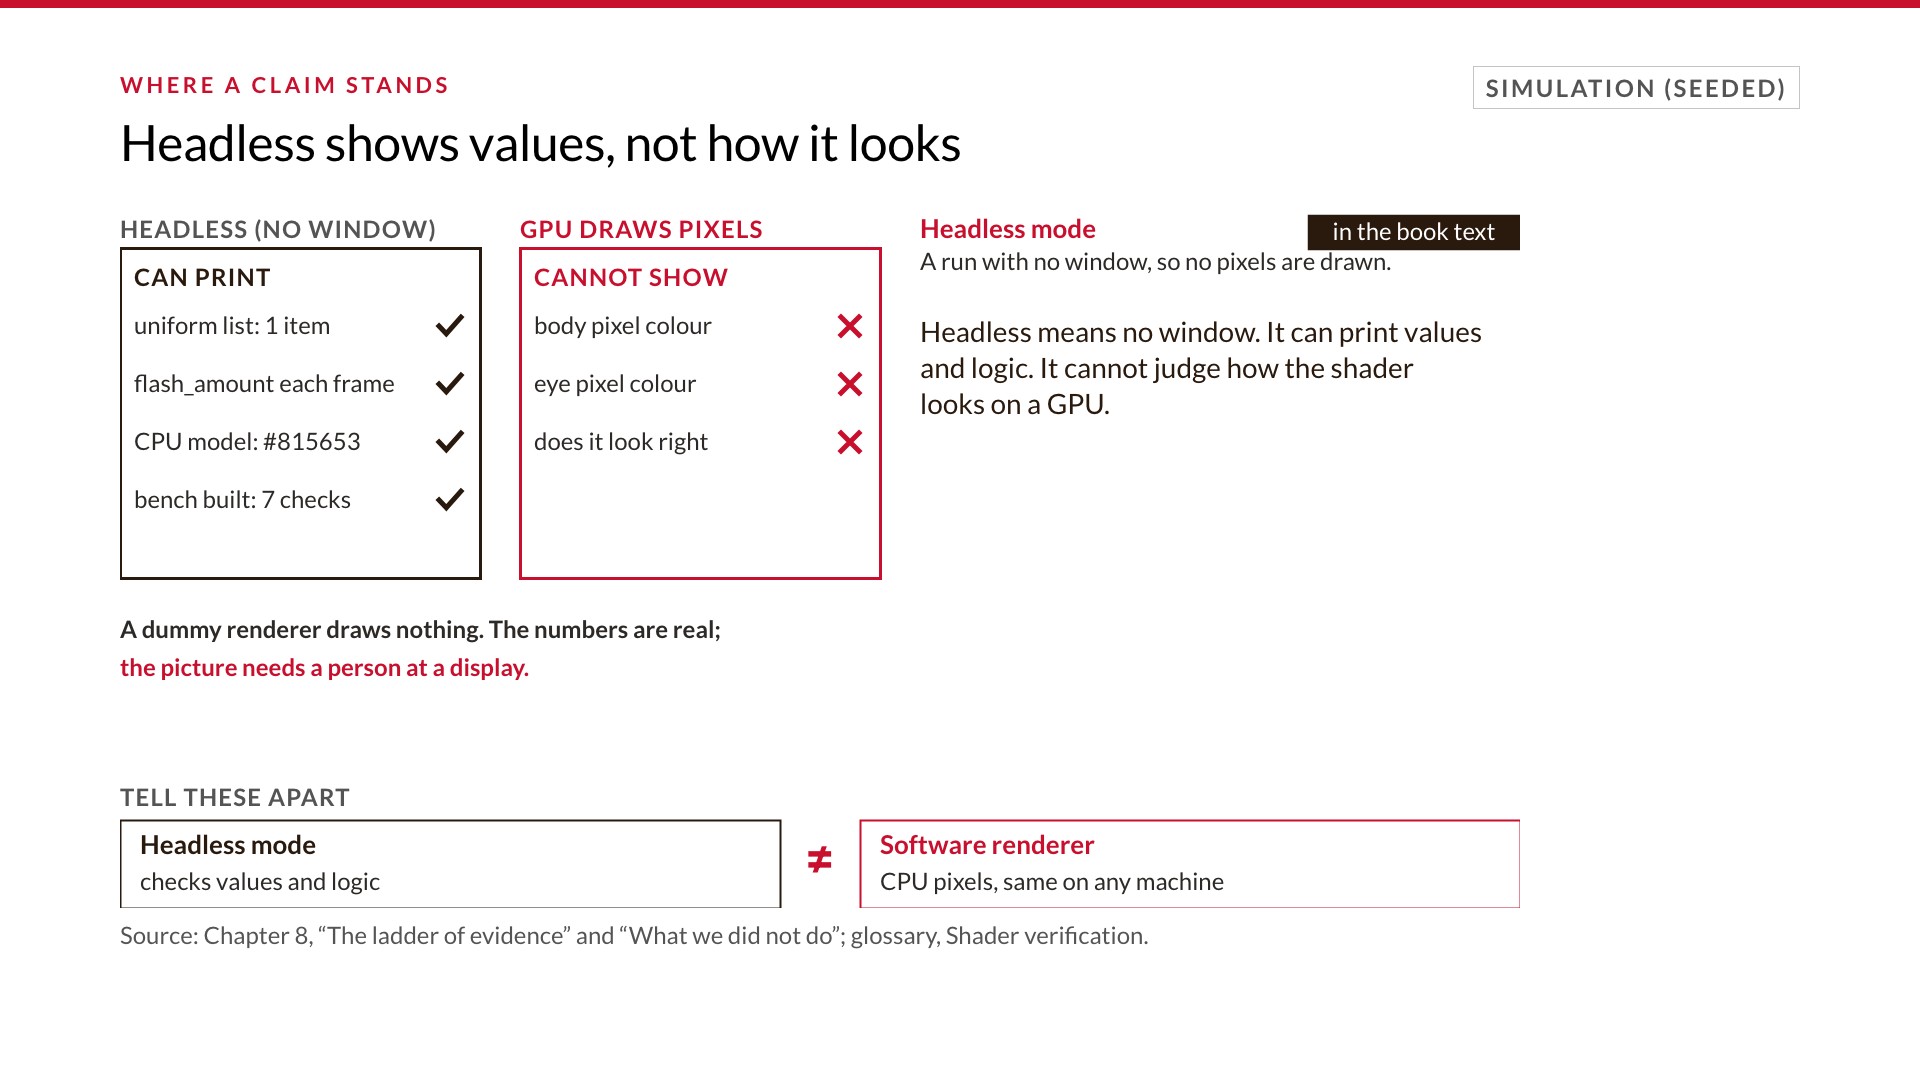 WHERE A CLAIM STANDS
SIMULATION (SEEDED)
Headless shows values, not how it looks
HEADLESS (NO WINDOW)
CAN PRINT
uniform list: 1 item
flash_amount each frame
CPU model: #815653
bench built: 7 checks
GPU DRAWS PIXELS
CANNOT SHOW
body pixel colour
eye pixel colour
does it look right
Headless mode
in the book text
A run with no window, so no pixels are drawn.
Headless means no window. It can print values
and logic. It cannot judge how the shader
looks on a GPU.
A dummy renderer draws nothing. The numbers are real;
the picture needs a person at a display.
TELL THESE APART
Headless mode
checks values and logic
≠
Software renderer
CPU pixels, same on any machine
Source: Chapter 8, “The ladder of evidence” and “What we did not do”; glossary, Shader verification.